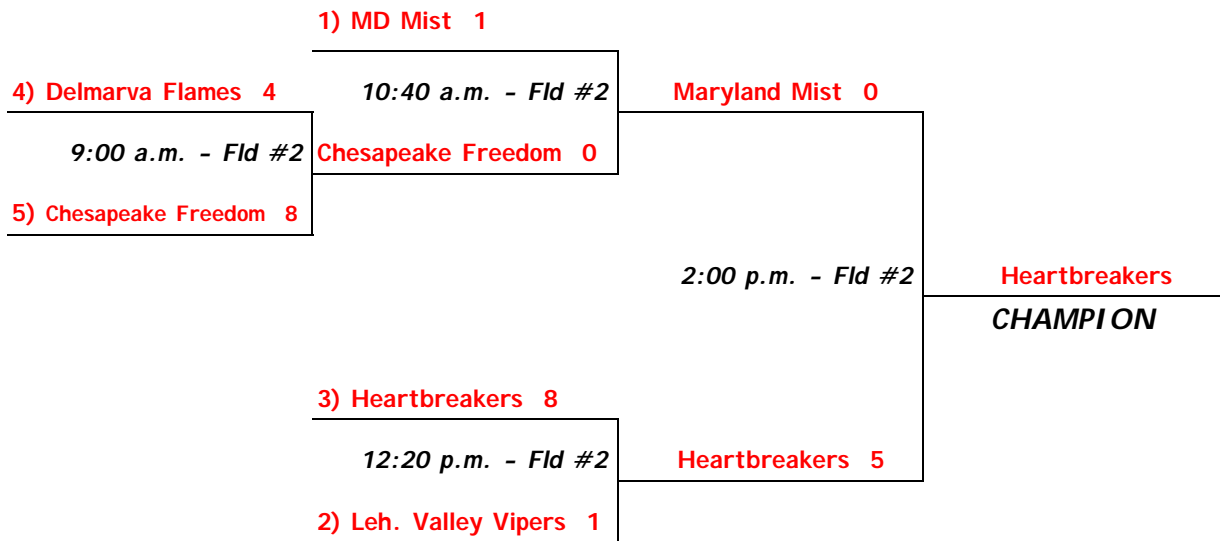 1) MD Mist 1
4) Delmarva Flames 4
10:40 a.m. - Fld #2
Maryland Mist 0
9:00 a.m. - Fld #2
Chesapeake Freedom 0
5) Chesapeake Freedom 8
2:00 p.m. - Fld #2
Heartbreakers
CHAMPION
3) Heartbreakers 8
12:20 p.m. - Fld #2
Heartbreakers 5
2) Leh. Valley Vipers 1